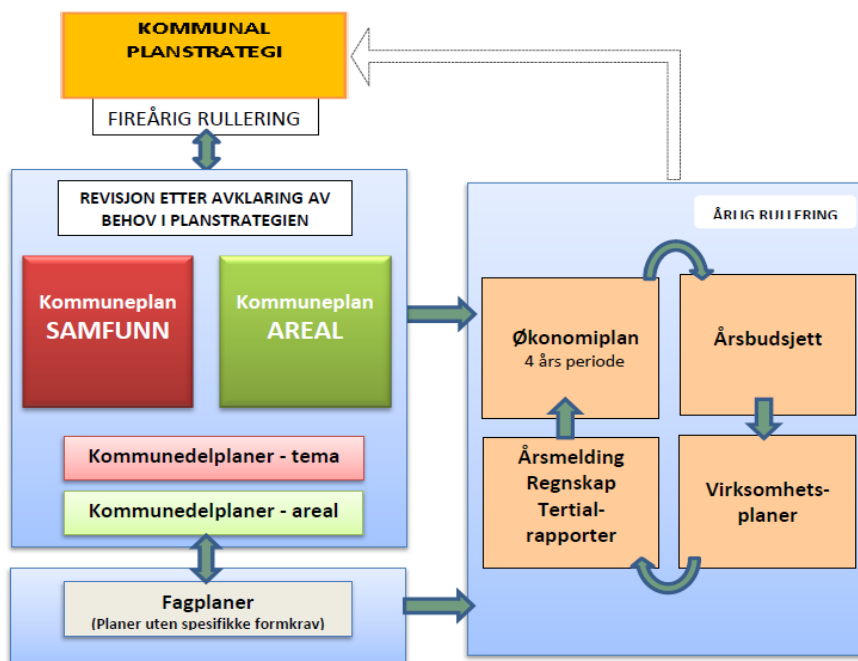 KOMMUNAL
PLANSTRATEGI
FIREÅRIG RULLERING
REVISJON ETTER AVKLARING AV
BEHOV I PLANSTRATEGIEN
Kommuneplan
SAMFUNN
Kommuneplan
AREAL
Kommunedelplaner - tema
Kommunedelplaner - areal
Fagplaner
(Planer uten spesifikke formkrav)
ÅRLIG RULLERING
Økonomiplan
4 års periode
Årsbudsjett
Årsmelding
Regnskap
Tertial-
rapporter
Virksomhets-
planer